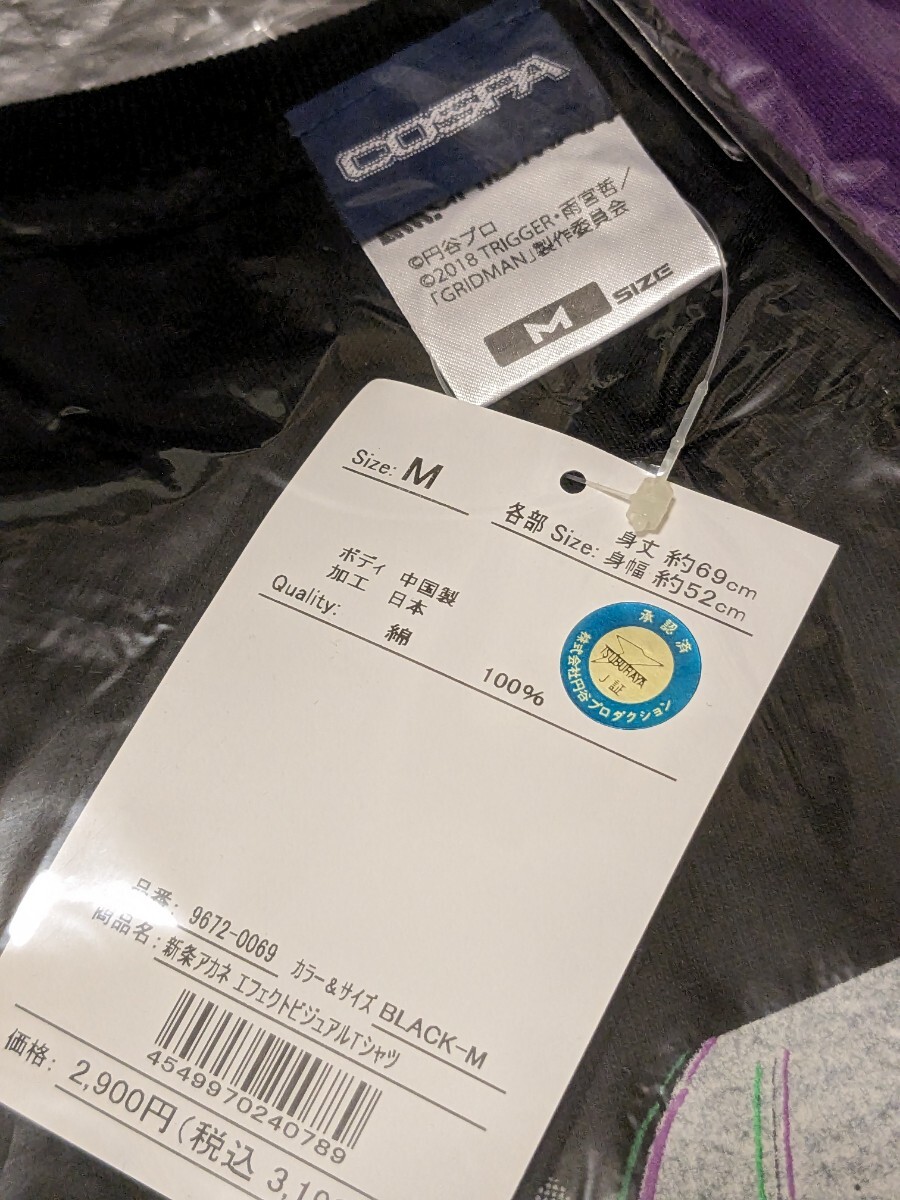 COSPA
©円谷プロ
©2018 TRIGGER・雨宮哲/
「GRIDMAN」製作委員会
M SIZE
Size: M
各部 Size: 身丈 約69cm
身幅 約52cm
ボディ 中国製
加工 日本
Quality:
綿 100%
承認済
TSUBURAYA
J 証
株式会社円谷プロダクション
品番: 9672-0069 カラー&サイズ BLACK-M
商品名: 新条アカネ エフェクトビジュアルTシャツ
4549970240789
価格: 2,900円(税込 3,1